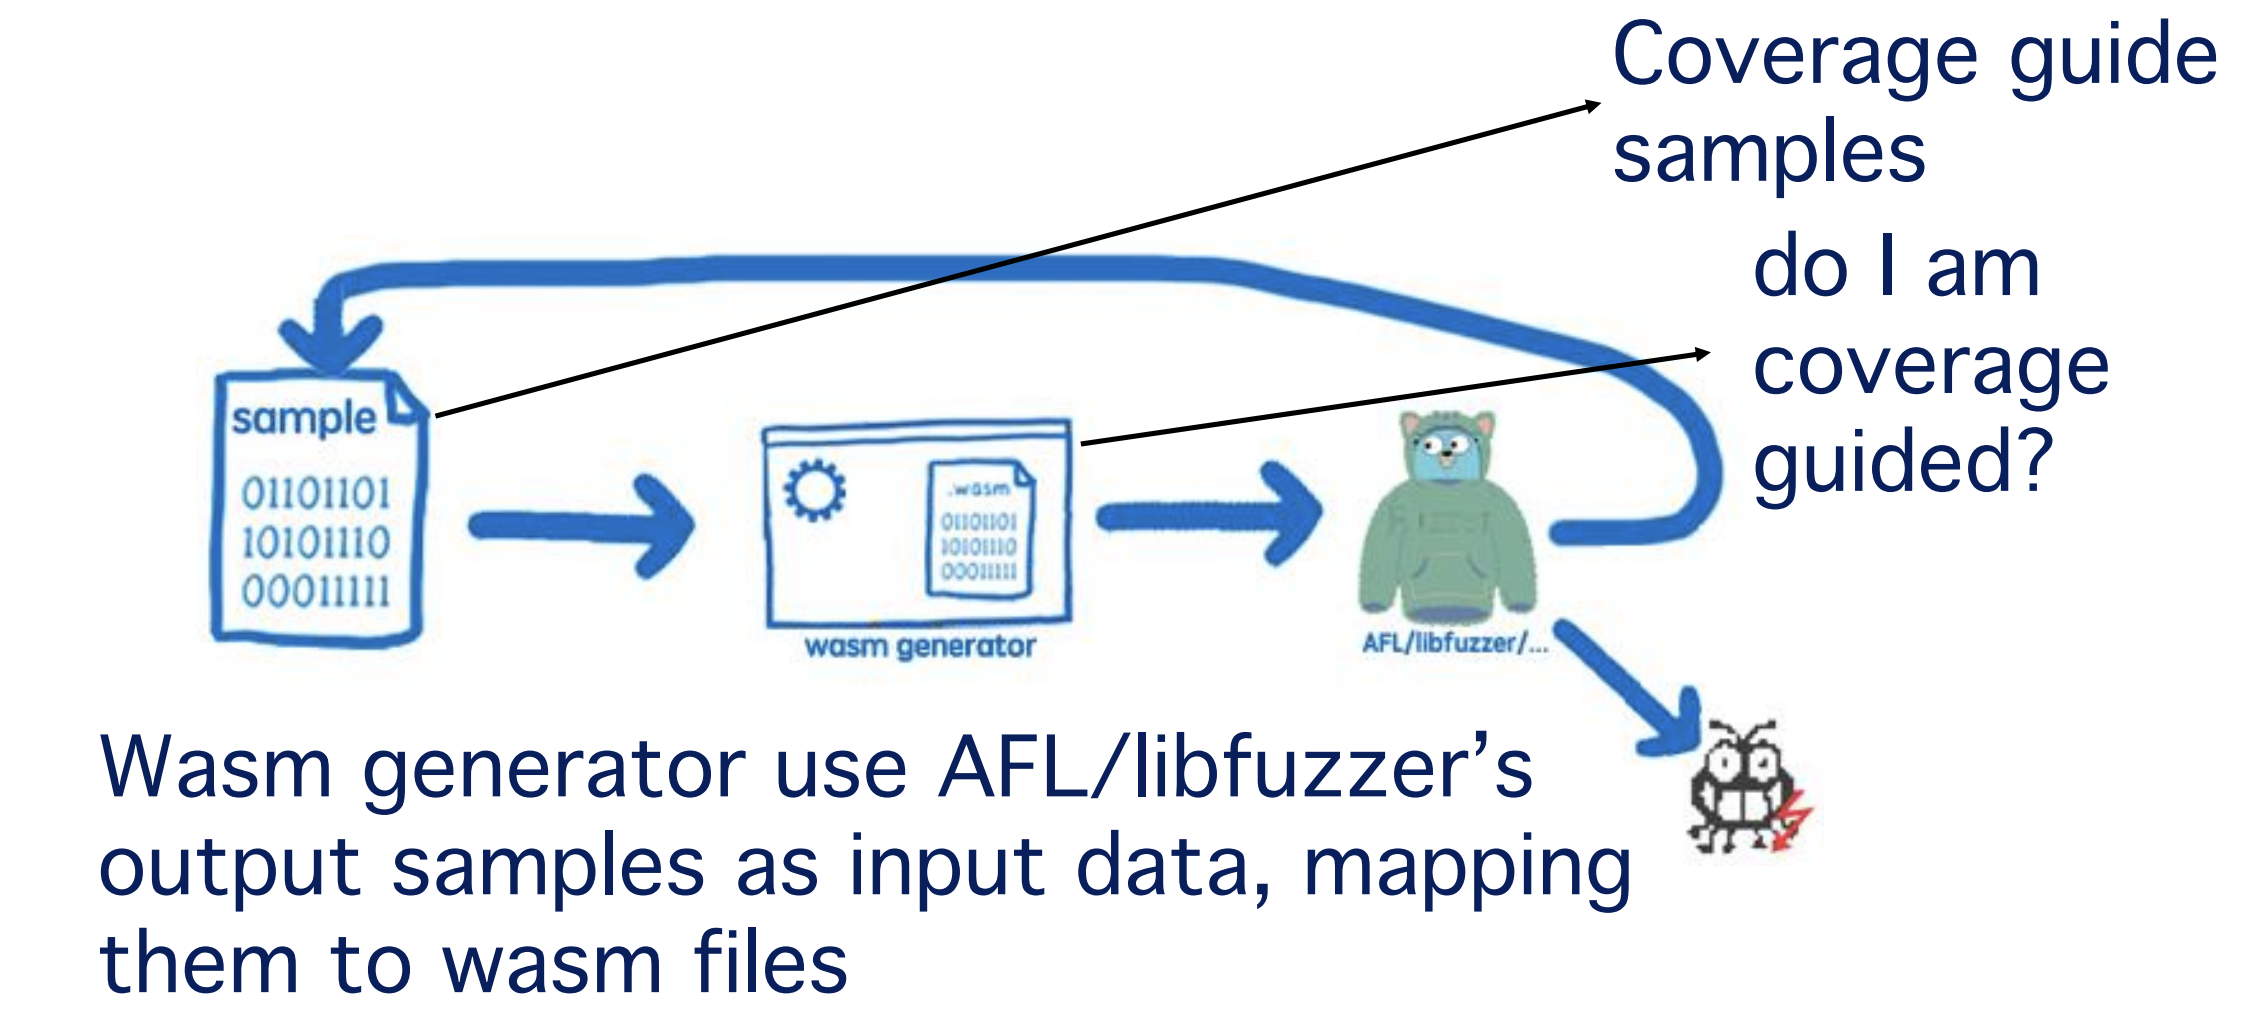 Coverage guide
samples
do I am
coverage
guided?
sample
01101101
10101110
00011111
.wasm
01101101
10101110
00011111
wasm generator
AFL/libfuzzer/...
Wasm generator use AFL/libfuzzer’s
output samples as input data, mapping
them to wasm files